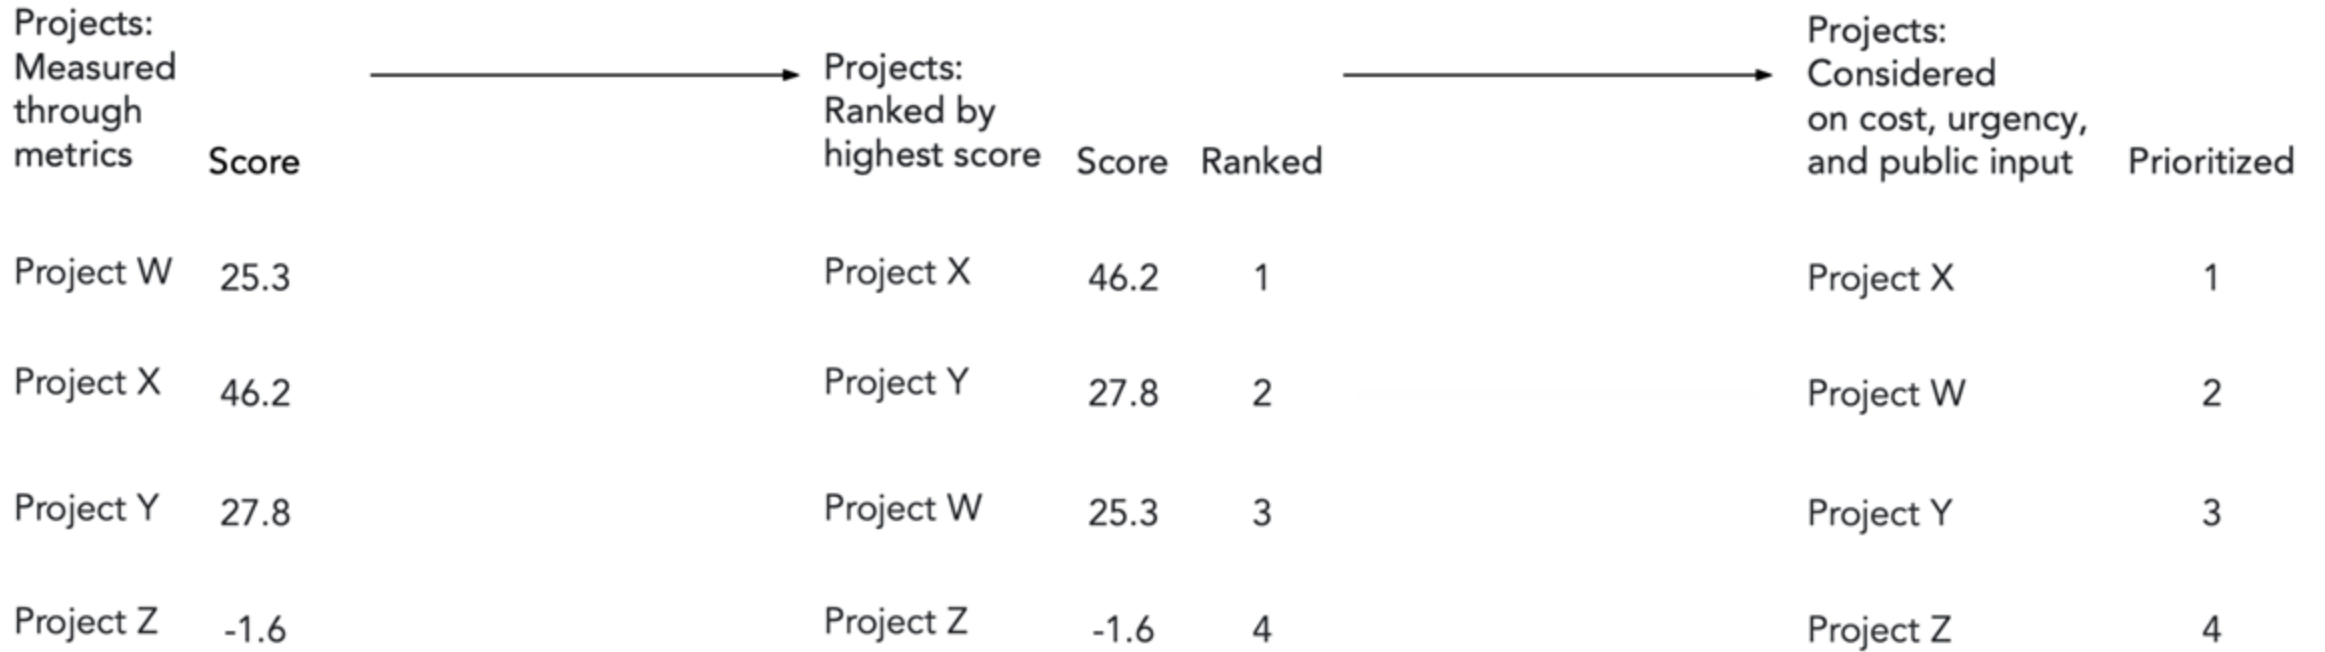 Projects:
Measured
through
metrics
Score
Project W 25.3
Project X 46.2
Project Y 27.8
Project Z -1.6
Projects:
Ranked by
highest score
Score Ranked
Project X 46.2 1
Project Y 27.8 2
Project W 25.3 3
Project Z -1.6 4
Projects:
Considered
on cost, urgency,
and public input
Prioritized
Project X 1
Project W 2
Project Y 3
Project Z 4